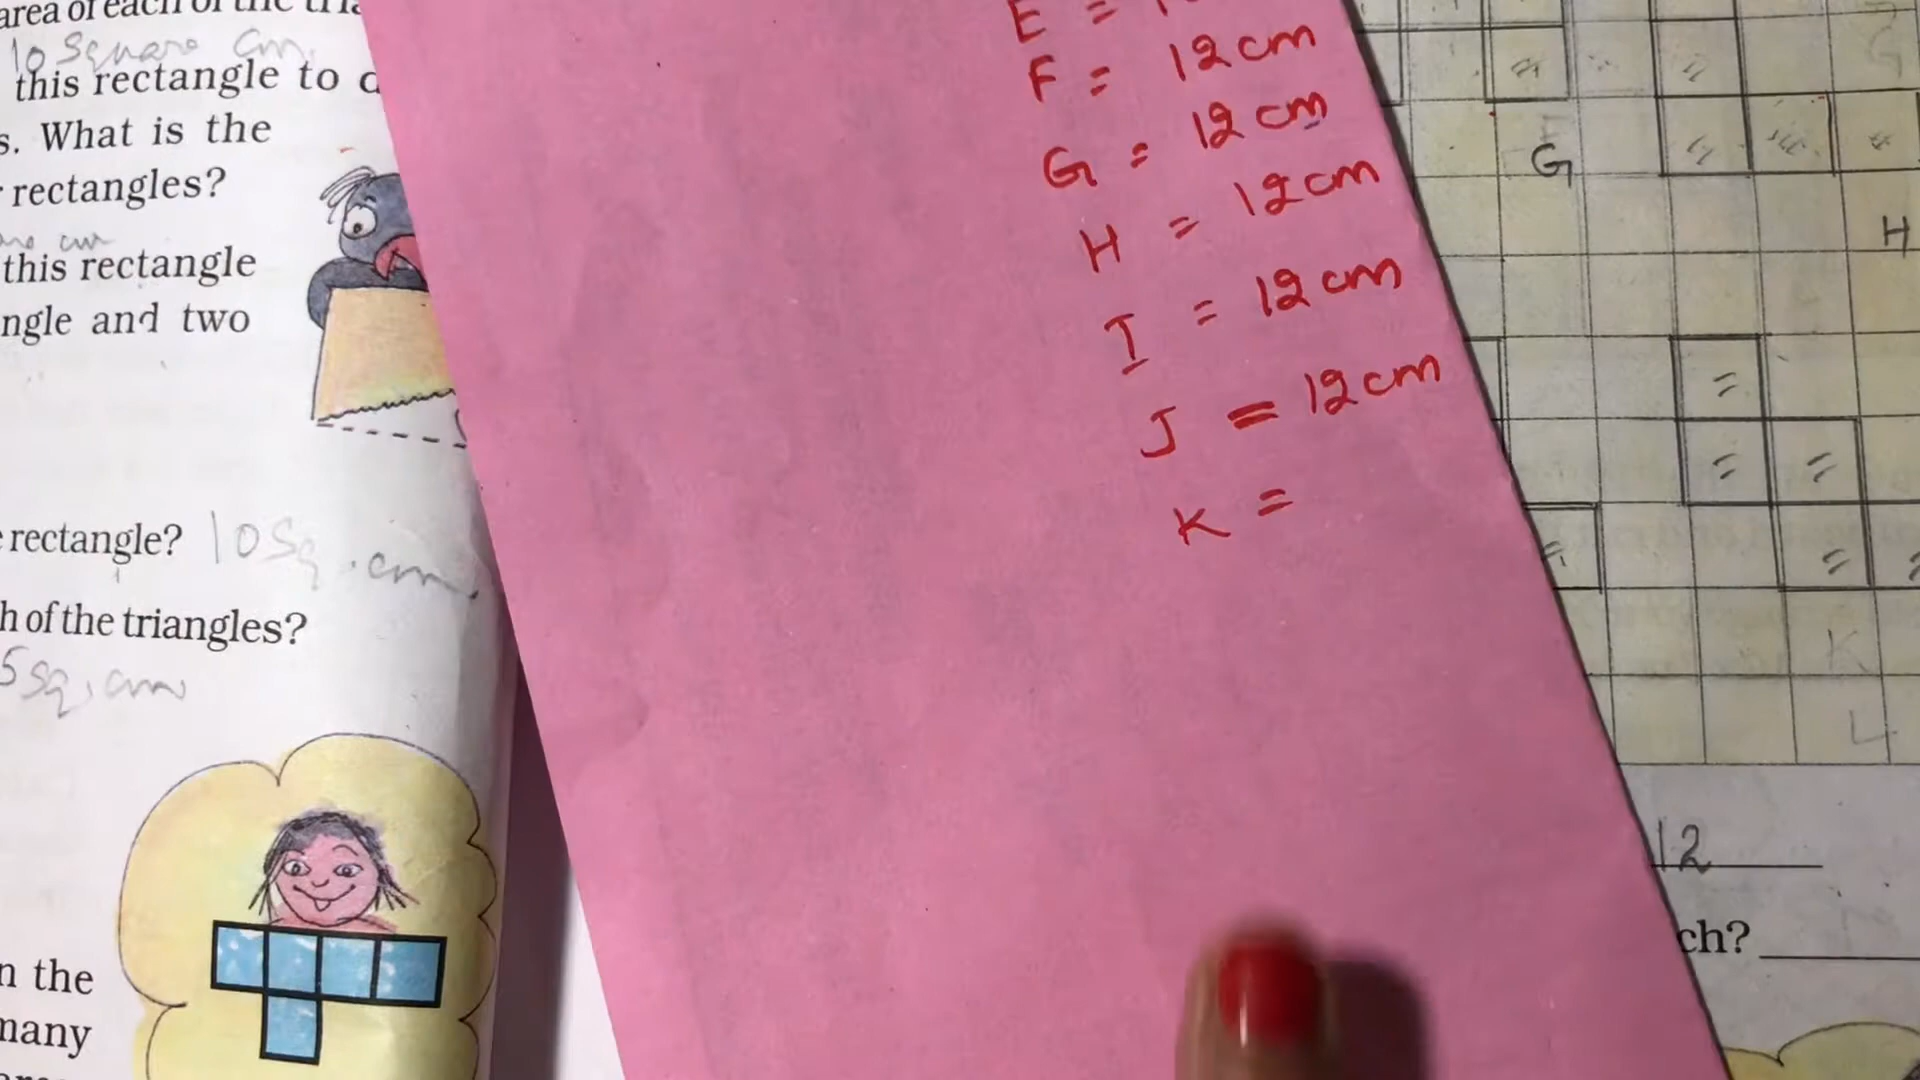 area of each of the
10 Square cm
this rectangle to
s. What is the
rectangles?
cm
this rectangle
ngle and two
rectangle? 10 Sq. cm
h of the triangles?
5 sq. cm
n the
many
E =
F = 12 cm
G = 12 cm
H = 12 cm
I = 12 cm
J = 12 cm
K =
G
H
K
L
12
ch?